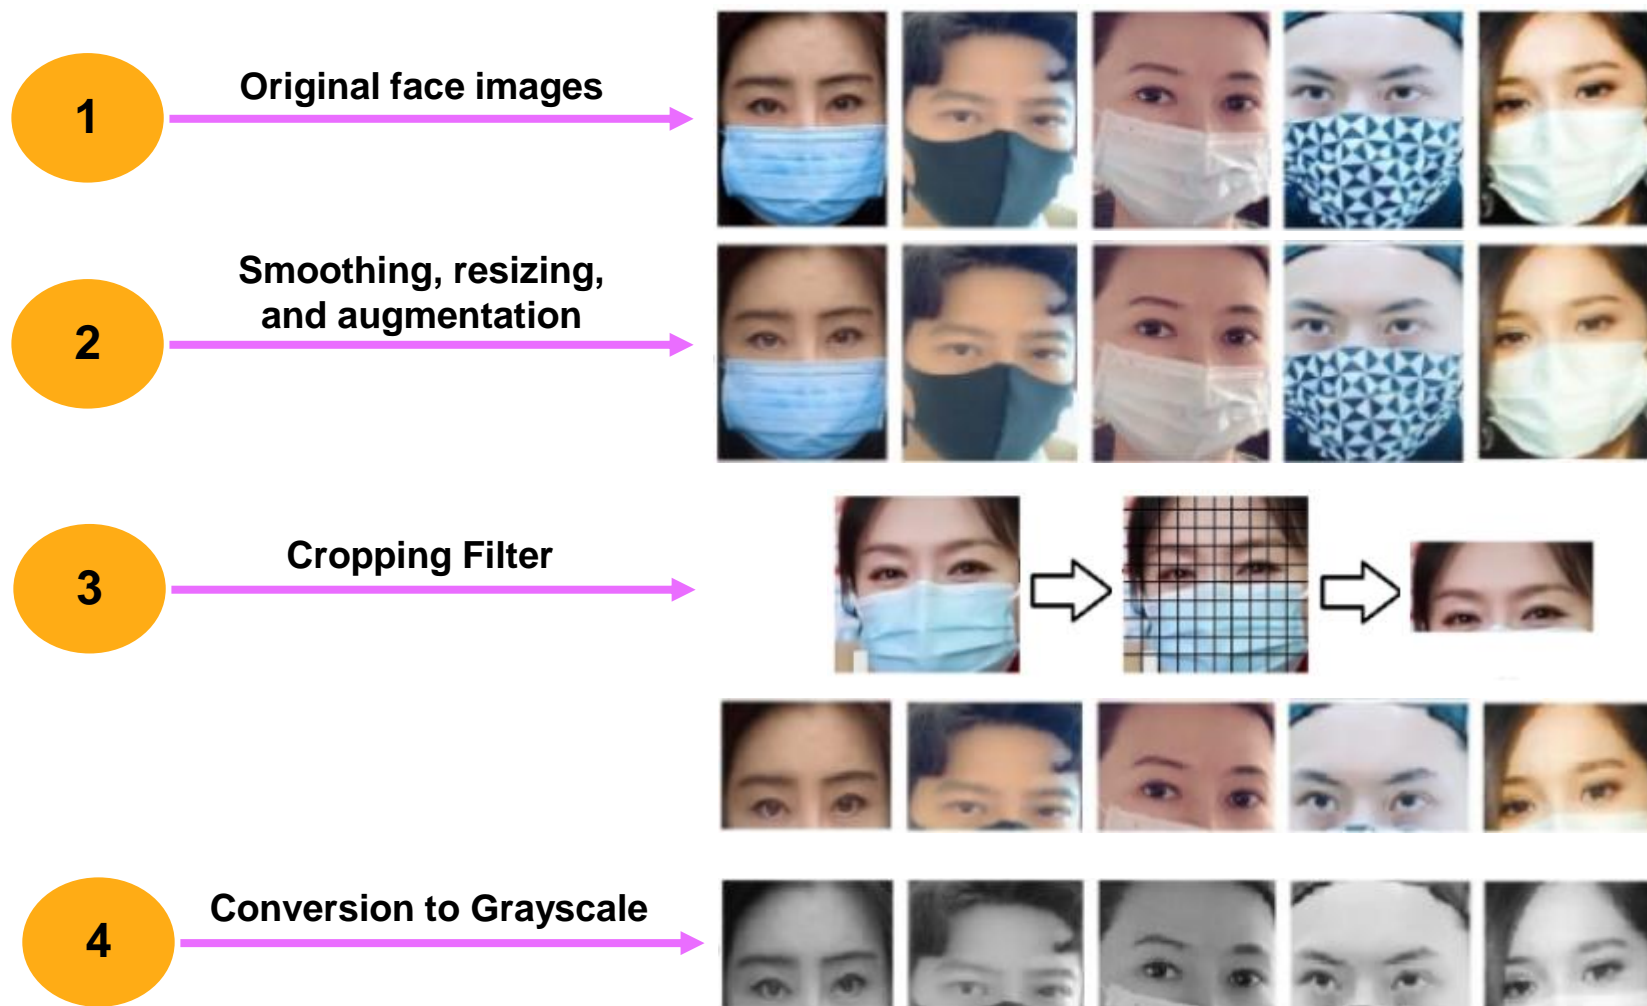 1
Original face images
2
Smoothing, resizing,
and augmentation
3
Cropping Filter
4
Conversion to Grayscale